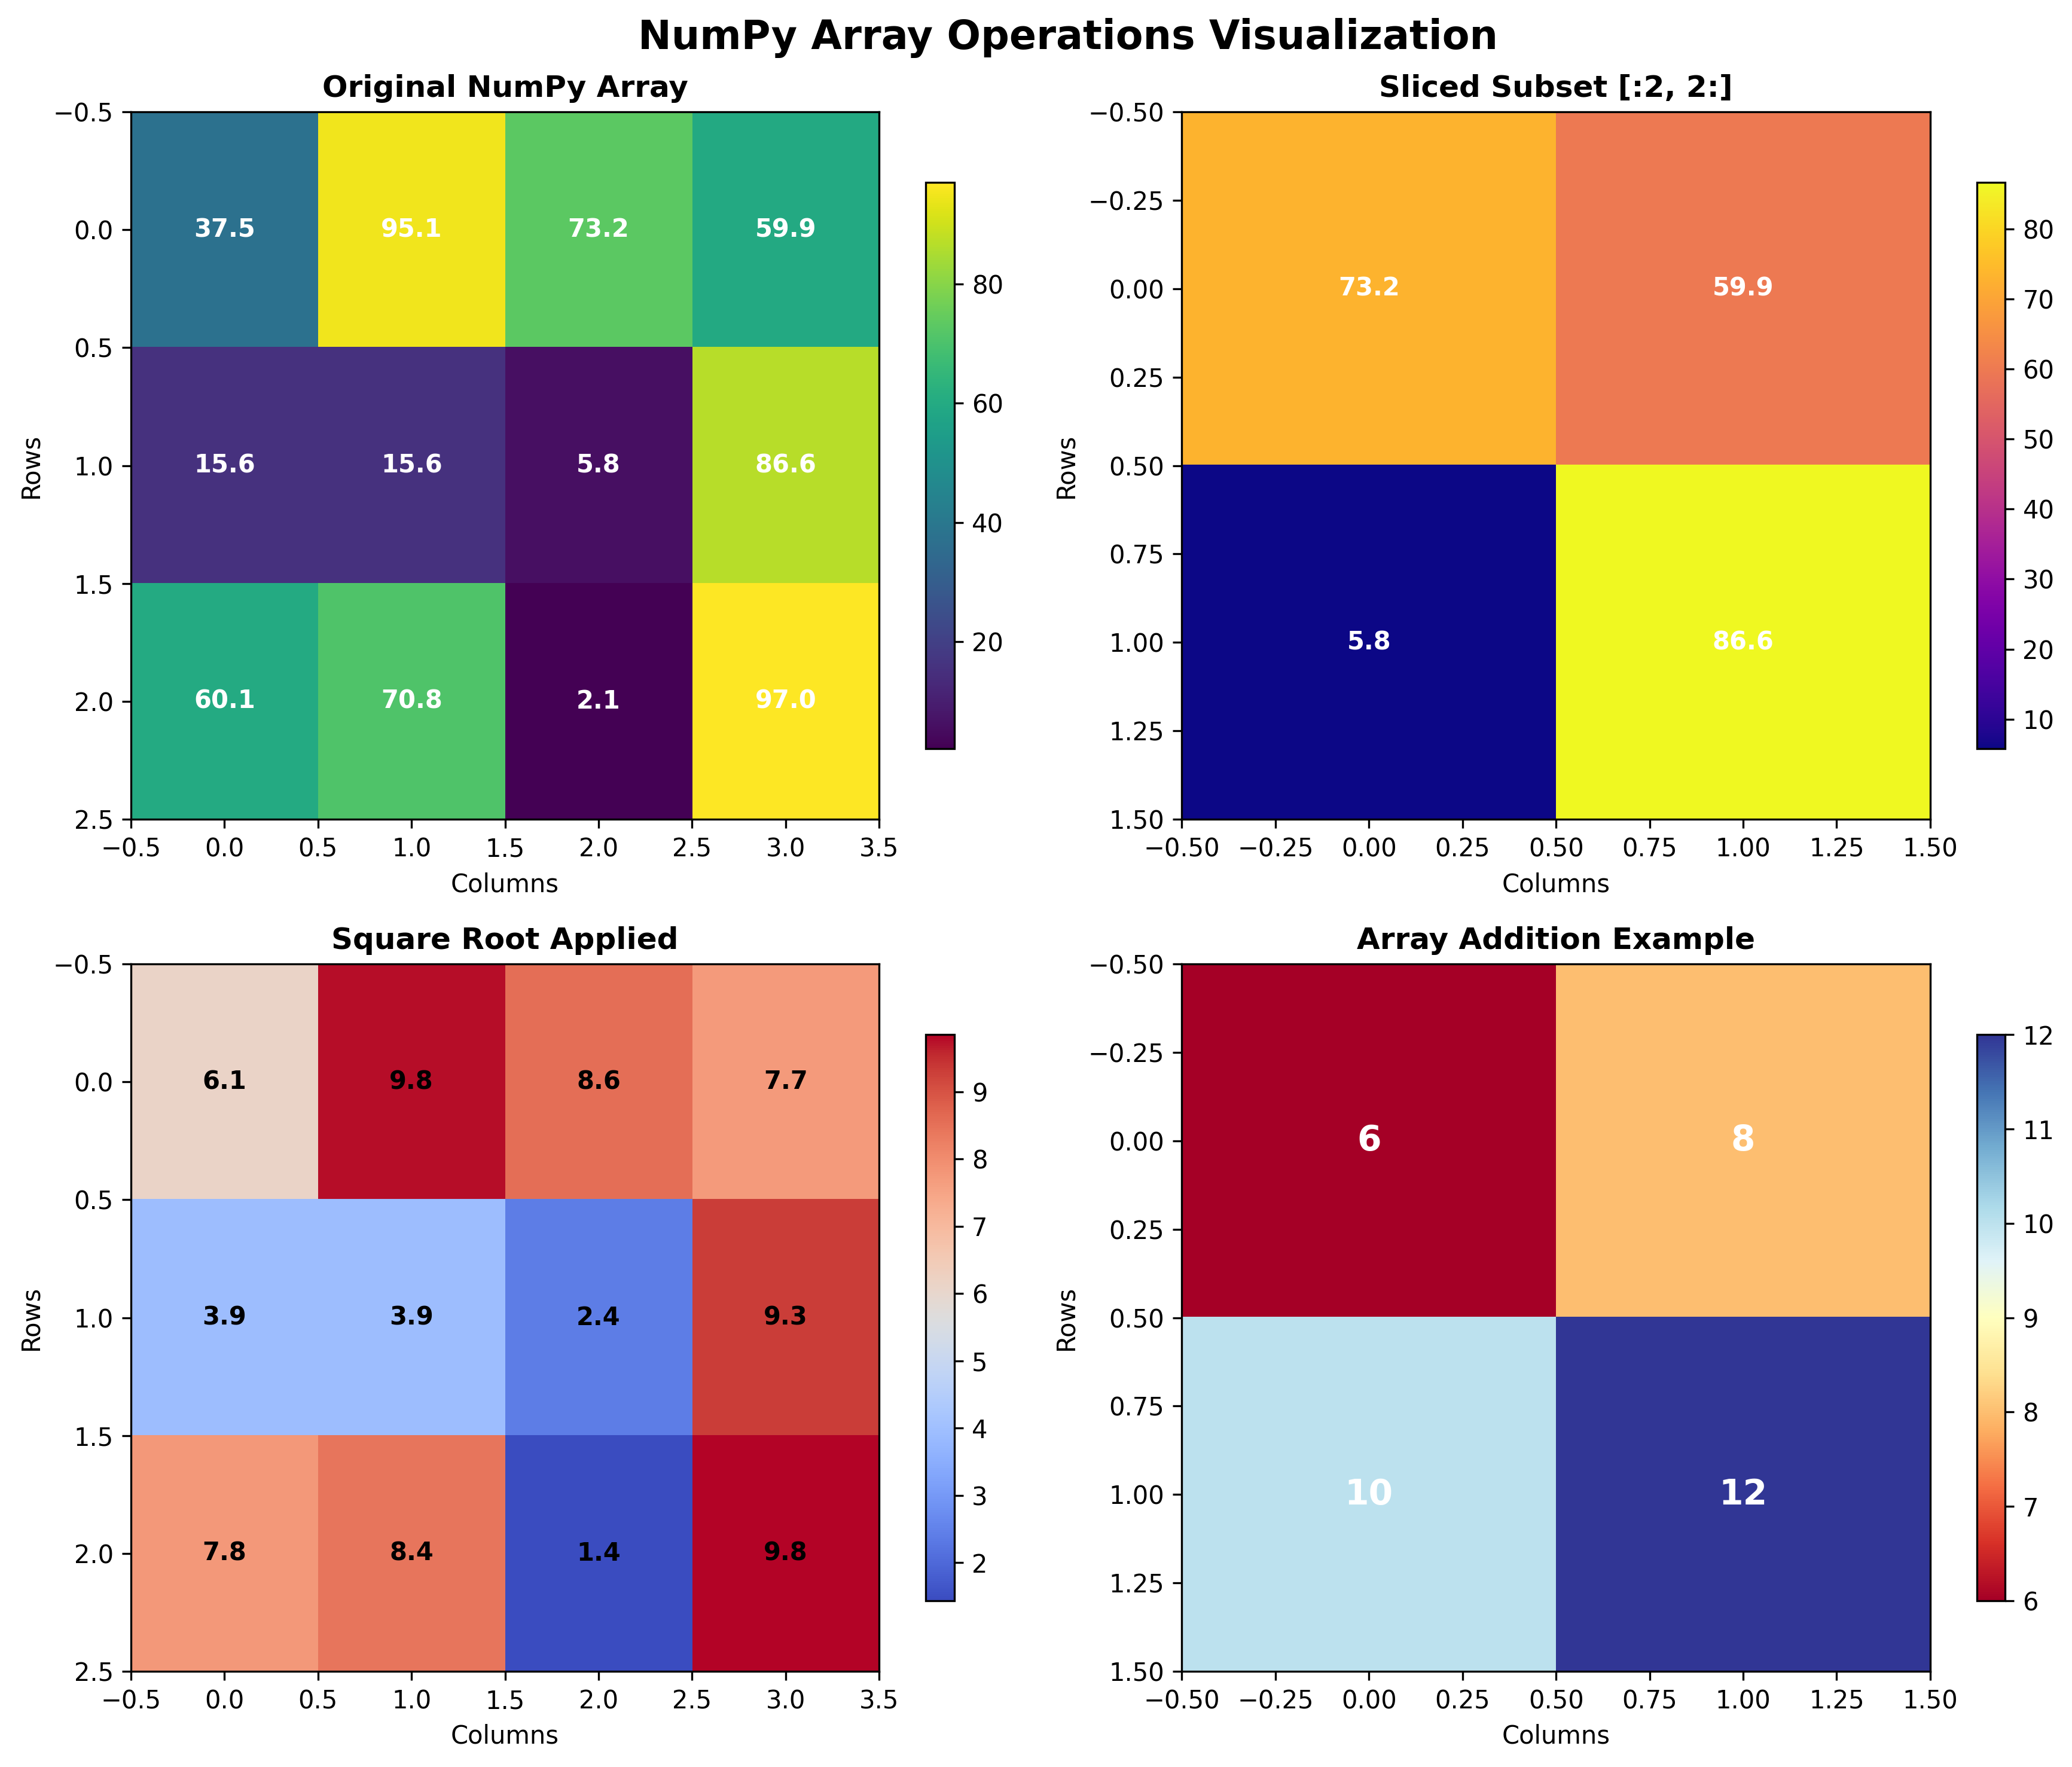 NumPy Array Operations Visualization
Original NumPy Array
−0.5
0.0
0.5
1.0
1.5
2.0
2.5
Rows
37.5 95.1 73.2 59.9
15.6 15.6 5.8 86.6
60.1 70.8 2.1 97.0
−0.5 0.0 0.5 1.0 1.5 2.0 2.5 3.0 3.5
Columns
80
60
40
20
Sliced Subset [:2, 2:]
−0.50
−0.25
0.00
0.25
0.50
0.75
1.00
1.25
1.50
Rows
73.2 59.9
5.8 86.6
−0.50 −0.25 0.00 0.25 0.50 0.75 1.00 1.25 1.50
Columns
80
70
60
50
40
30
20
10
Square Root Applied
−0.5
0.0
0.5
1.0
1.5
2.0
2.5
Rows
6.1 9.8 8.6 7.7
3.9 3.9 2.4 9.3
7.8 8.4 1.4 9.8
−0.5 0.0 0.5 1.0 1.5 2.0 2.5 3.0 3.5
Columns
9
8
7
6
5
4
3
2
Array Addition Example
−0.50
−0.25
0.00
0.25
0.50
0.75
1.00
1.25
1.50
Rows
6 8
10 12
−0.50 −0.25 0.00 0.25 0.50 0.75 1.00 1.25 1.50
Columns
12
11
10
9
8
7
6